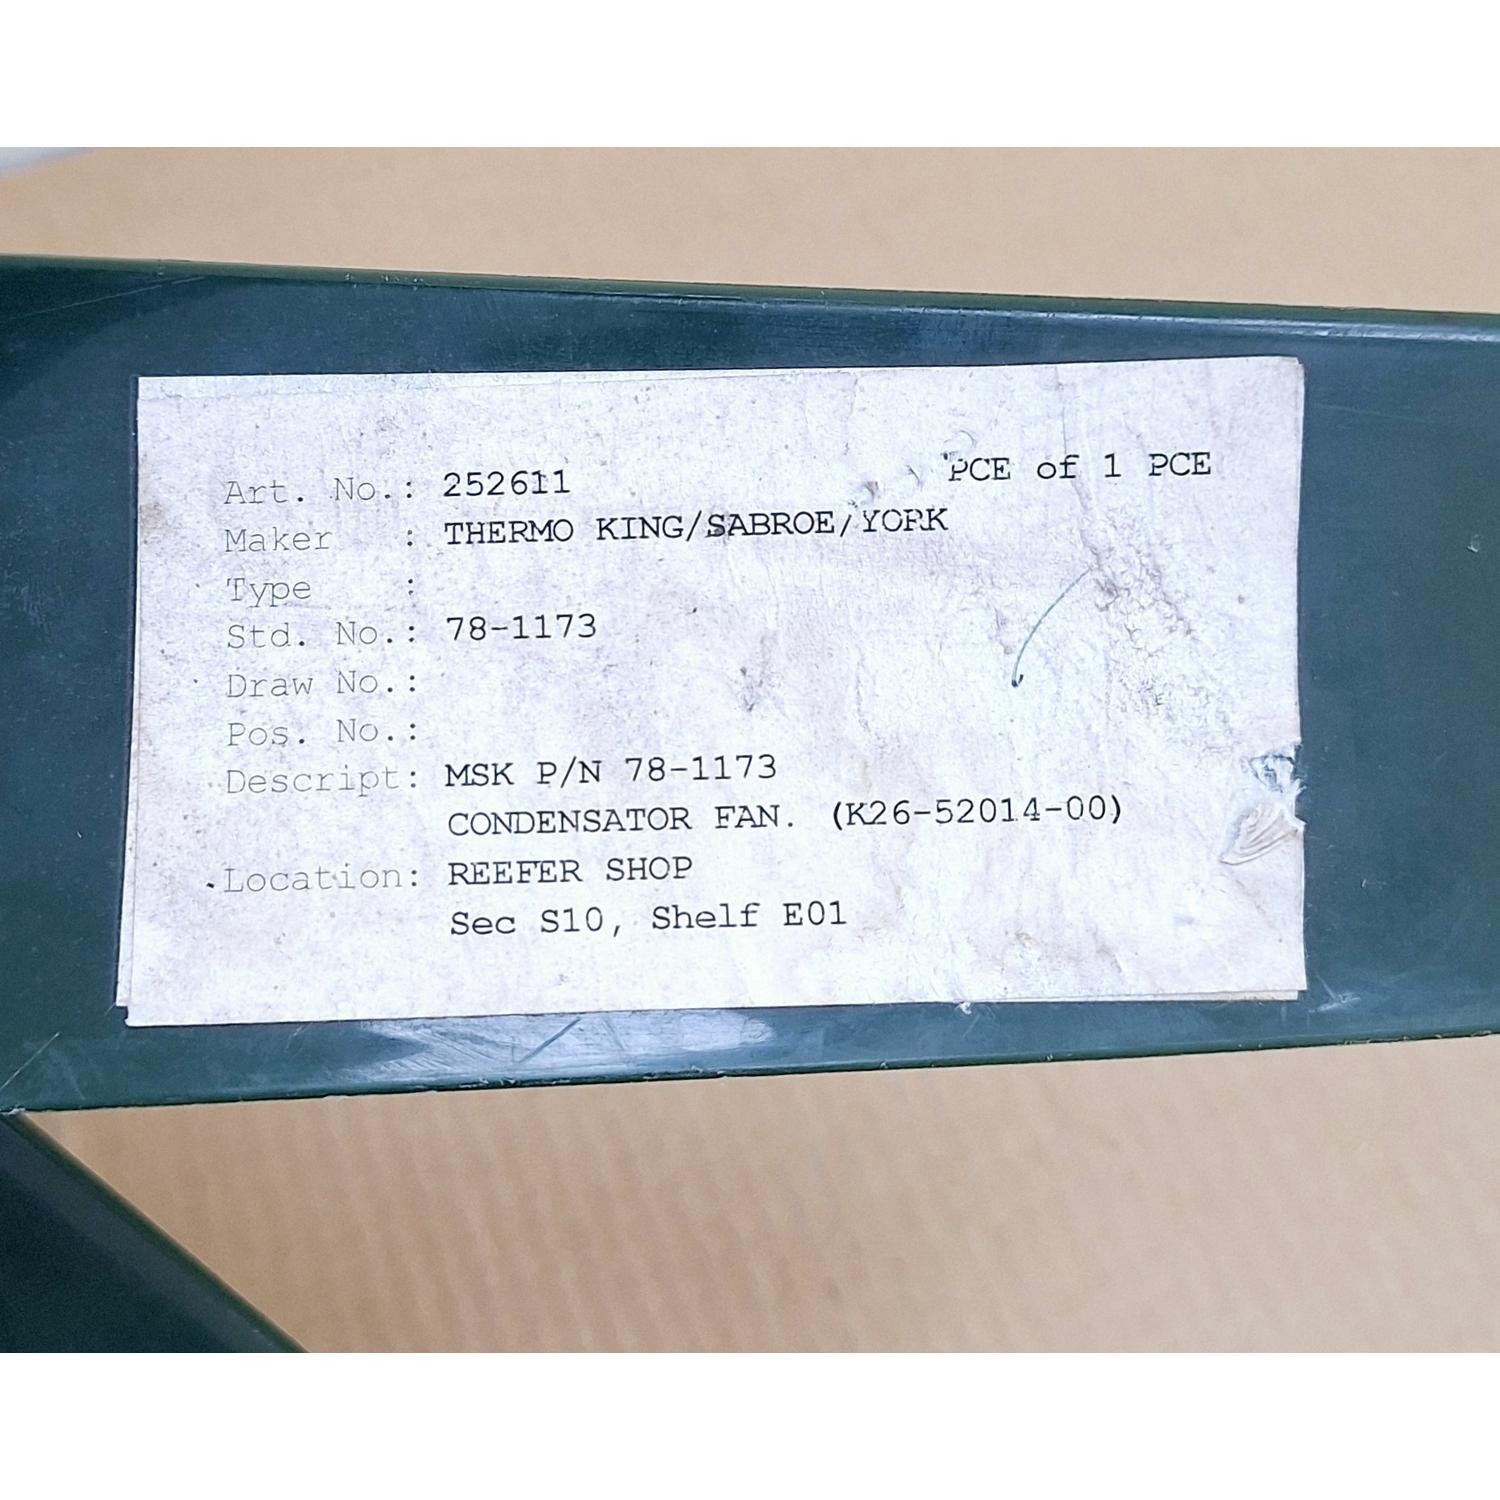 Art. No.: 252611 PCE of 1 PCE
Maker : THERMO KING/SABROE/YORK
Type :
Std. No.: 78-1173
Draw No.:
Pos. No.:
Descript: MSK P/N 78-1173
CONDENSATOR FAN. (K26-52014-00)
Location: REEFER SHOP
Sec S10, Shelf E01